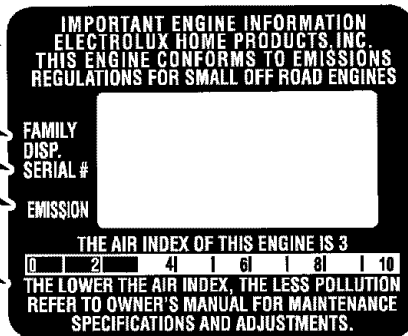 IMPORTANT ENGINE INFORMATION
ELECTROLUX HOME PRODUCTS, INC.
THIS ENGINE CONFORMS TO EMISSIONS
REGULATIONS FOR SMALL OFF ROAD ENGINES
FAMILY
DISP.
SERIAL #
EMISSION
THE AIR INDEX OF THIS ENGINE IS 3
0 2 4 6 8 10
THE LOWER THE AIR INDEX, THE LESS POLLUTION
REFER TO OWNER'S MANUAL FOR MAINTENANCE
SPECIFICATIONS AND ADJUSTMENTS.